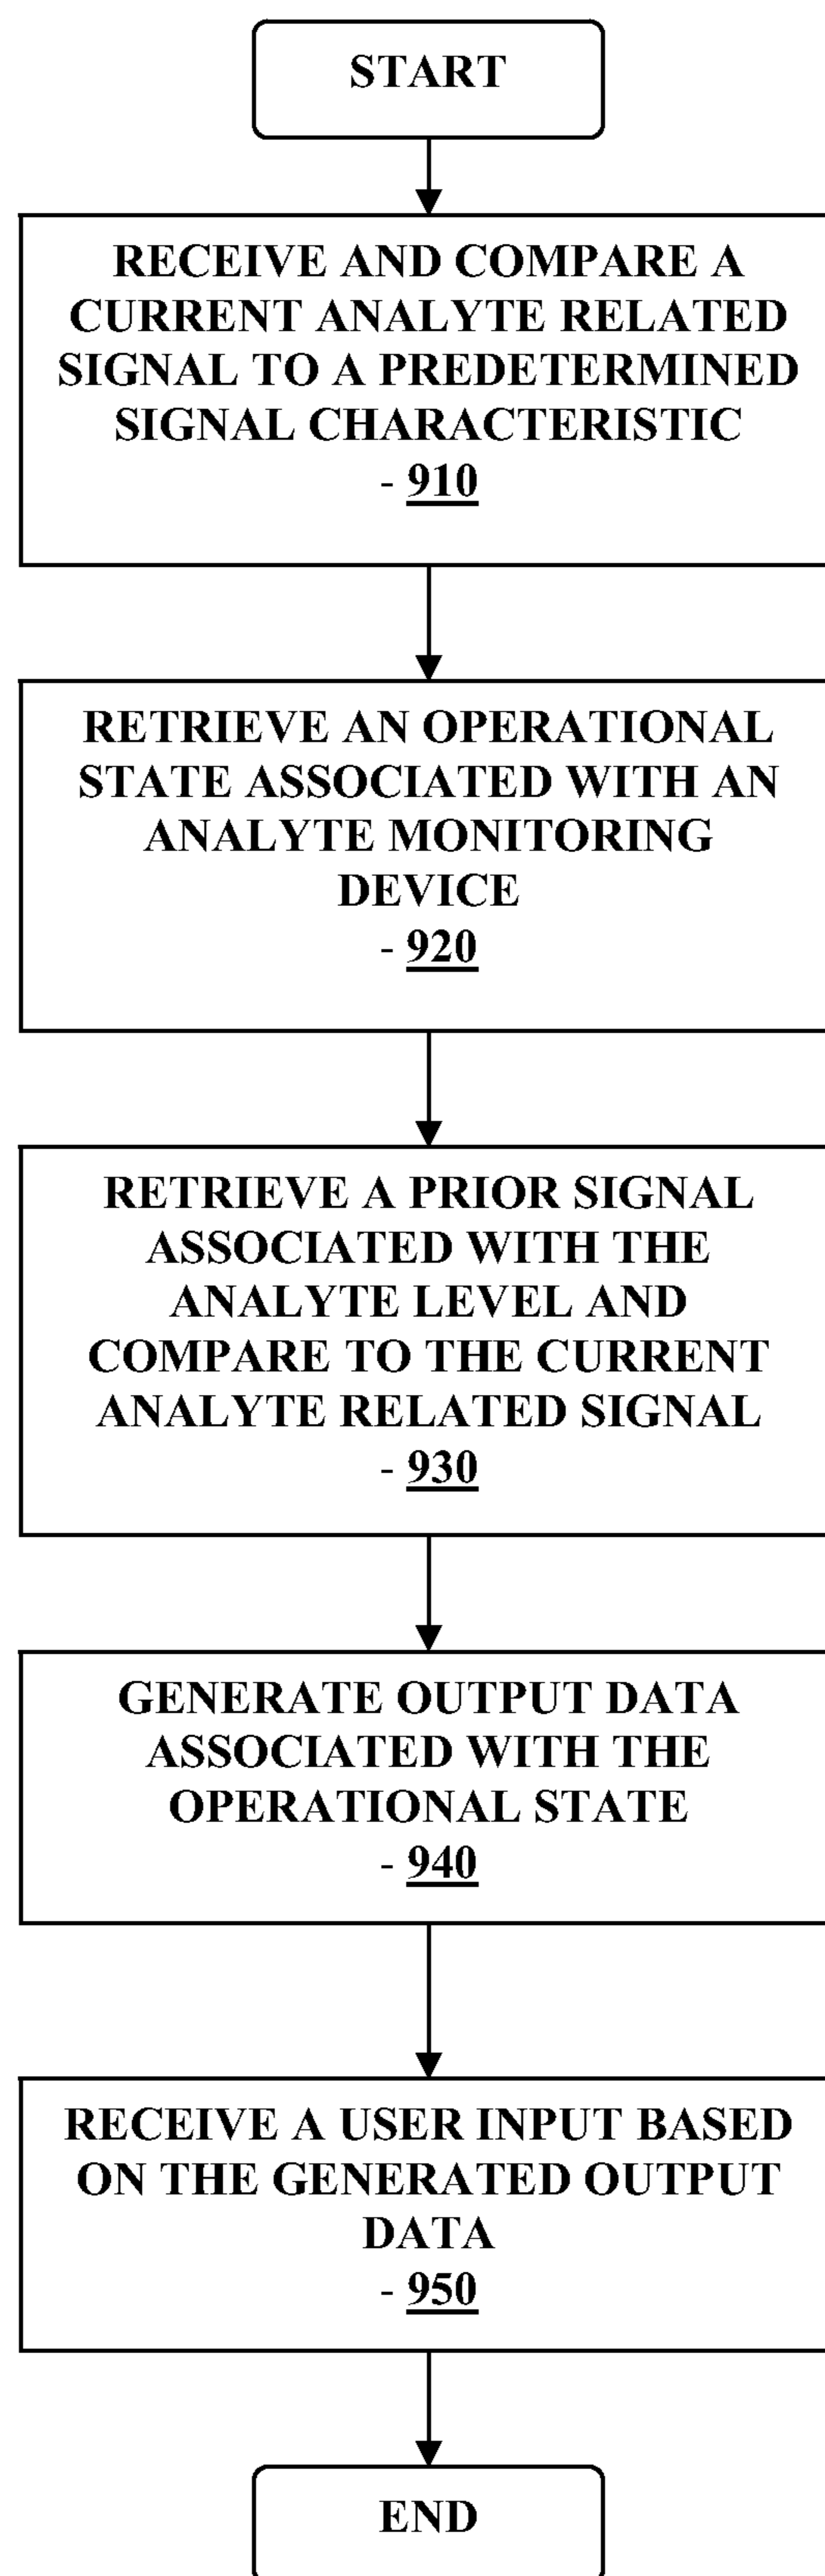 START
RECEIVE AND COMPARE A
CURRENT ANALYTE RELATED
SIGNAL TO A PREDETERMINED
SIGNAL CHARACTERISTIC
- 910
RETRIEVE AN OPERATIONAL
STATE ASSOCIATED WITH AN
ANALYTE MONITORING
DEVICE
- 920
RETRIEVE A PRIOR SIGNAL
ASSOCIATED WITH THE
ANALYTE LEVEL AND
COMPARE TO THE CURRENT
ANALYTE RELATED SIGNAL
- 930
GENERATE OUTPUT DATA
ASSOCIATED WITH THE
OPERATIONAL STATE
- 940
RECEIVE A USER INPUT BASED
ON THE GENERATED OUTPUT
DATA
- 950
END